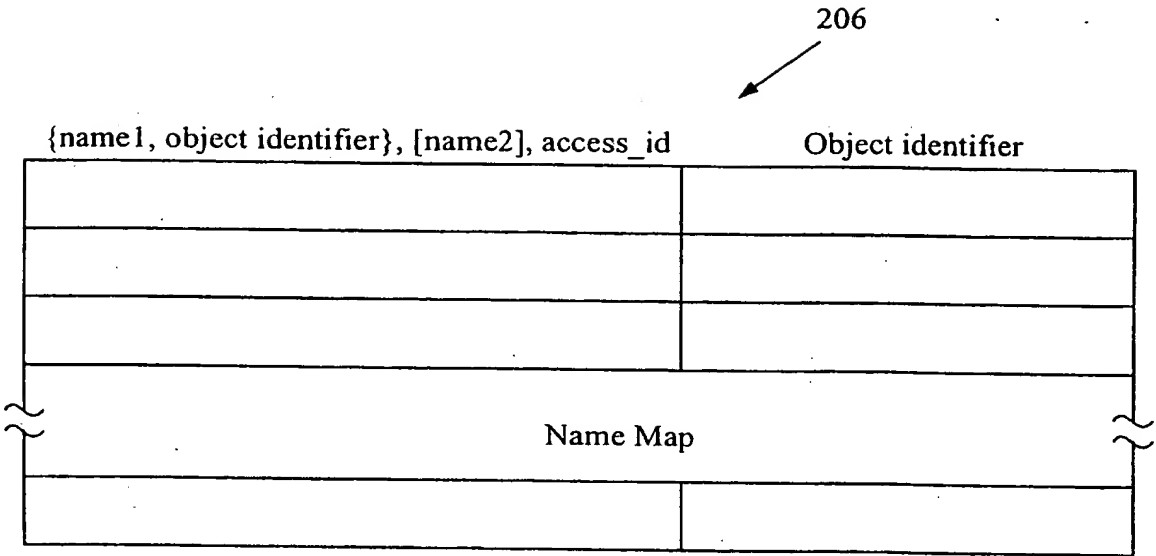 206
{name1, object identifier}, [name2], access_id Object identifier
Name Map